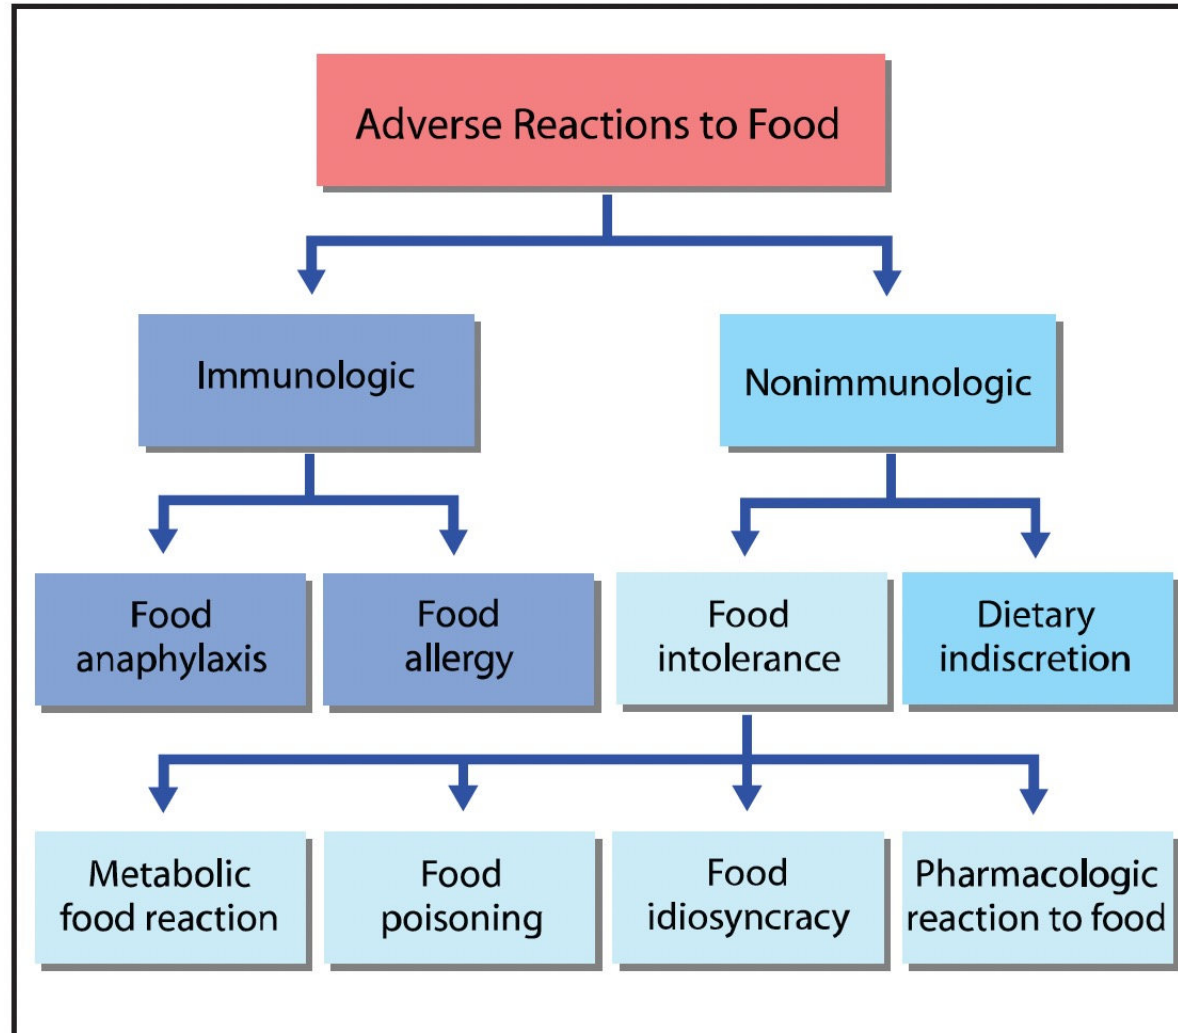 Adverse Reactions to Food
Immunologic
Nonimmunologic
Food
anaphylaxis
Food
allergy
Food
intolerance
Dietary
indiscretion
Metabolic
food reaction
Food
poisoning
Food
idiosyncracy
Pharmacologic
reaction to food